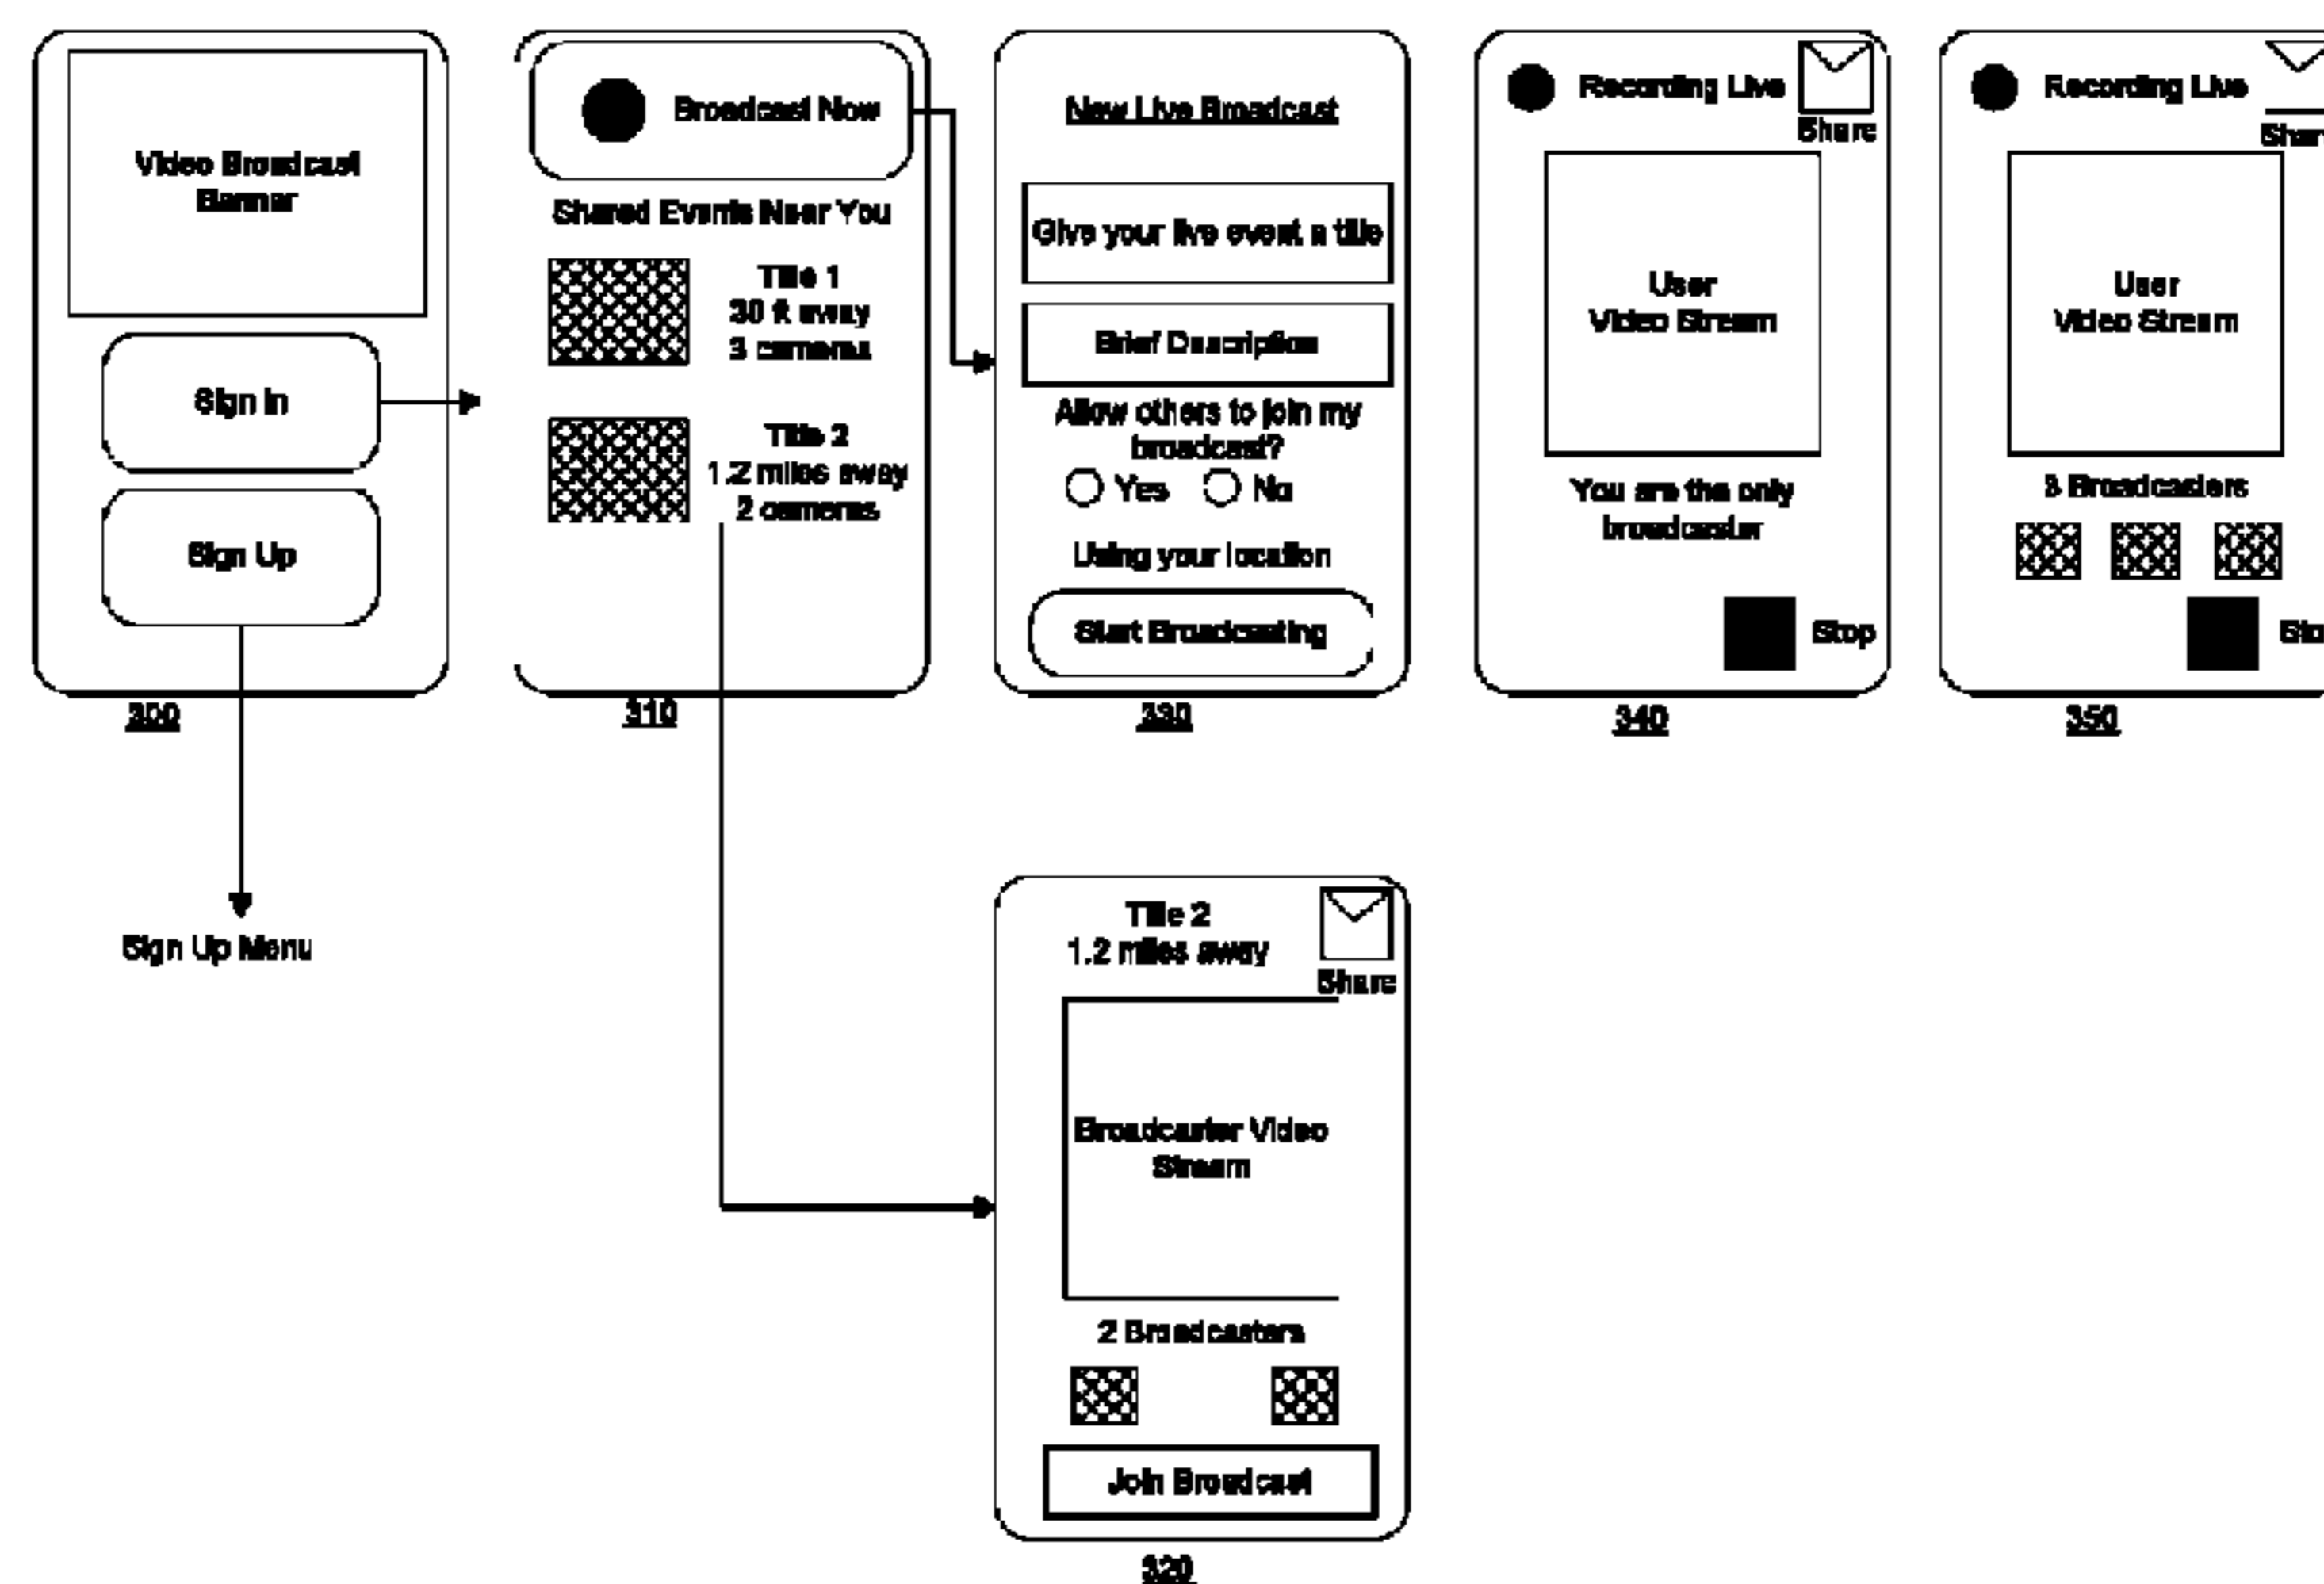 Video Broadcast
Banner
Sign In
Sign Up
300
Sign Up Menu
Broadcast Now
Shared Events Near You
Title 1
30 ft away
3 cameras
Title 2
1.2 miles away
2 cameras
310
New Live Broadcast
Give your live event a title
Brief Description
Allow others to join my
broadcast?
Yes No
Using your location
Start Broadcasting
330
Recording Live
Share
User
Video Stream
You are the only
broadcaster
Stop
340
Recording Live
Shar
User
Video Stream
3 Broadcasters
Sto
350
Title 2
1.2 miles away
Share
Broadcaster Video
Stream
2 Broadcasters
Join Broadcast
320